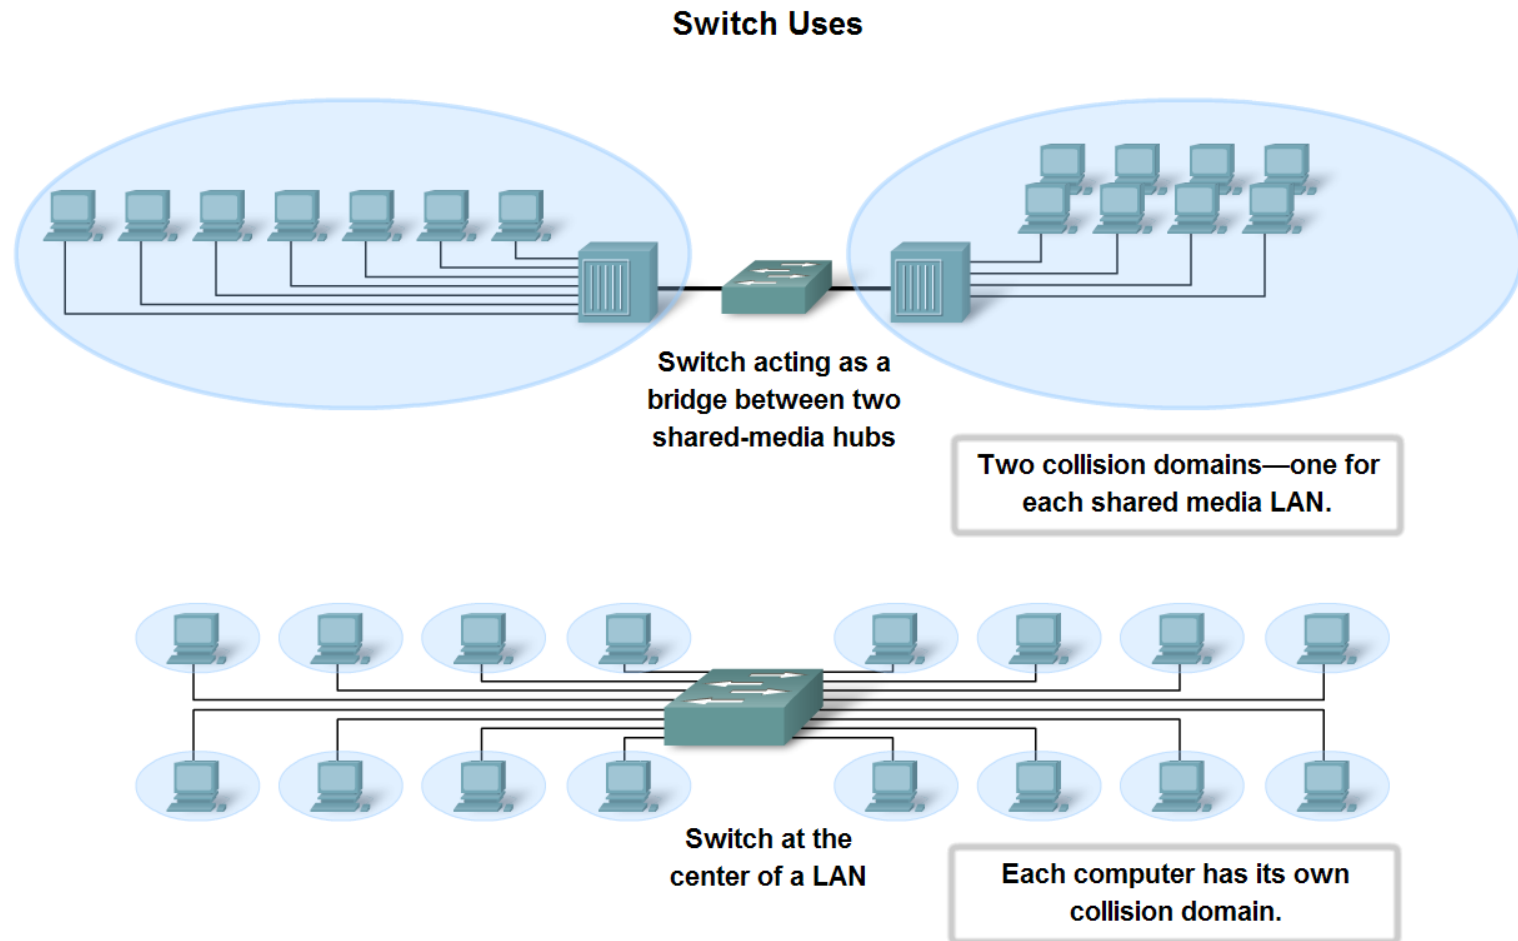 Switch Uses
Switch acting as a
bridge between two
shared-media hubs
Two collision domains—one for
each shared media LAN.
Switch at the
center of a LAN
Each computer has its own
collision domain.